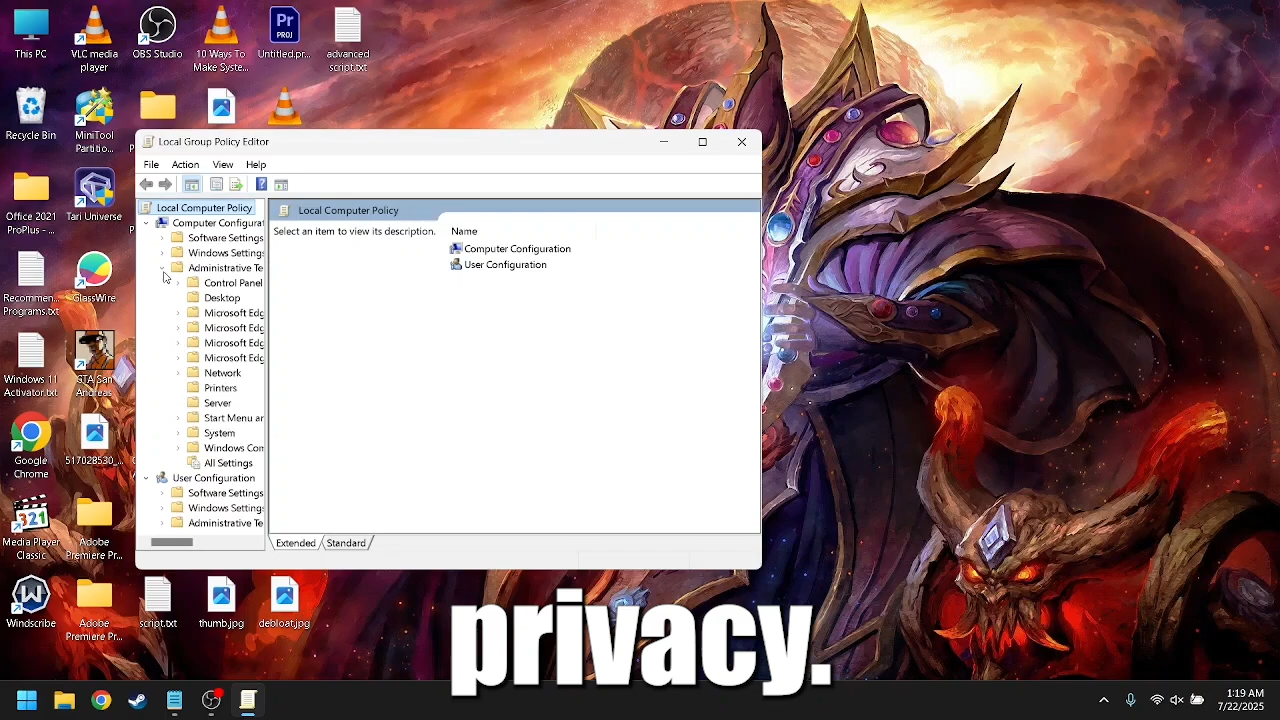 This PC
VLC media
player
OBS Studio
10 Ways To
Make Syste...
Pr
PROJ
Untitled.pr...
advanced
script.txt
Recycle Bin
MiniTool
Partitio...
Office 2021
ProPlus - ...
Tari Universe
Recommen...
Programs.txt
GlassWire
Windows 11
Activator.txt
GTA San
Andreas
Google
Chrome
517028530_...
321
Media Player
Classic
Adobe
Premiere Pr...
Windscribe
Adobe
Premiere Pr...
script.txt
thumb.jpg
debloat.jpg
Local Group Policy Editor
File Action View Help
Local Computer Policy
Computer Configurat
Software Settings
Windows Setting
Administrative Te
Control Panel
Desktop
Microsoft Edg
Microsoft Edg
Microsoft Edg
Microsoft Edg
Network
Printers
Server
Start Menu ar
System
Windows Com
All Settings
User Configuration
Software Settings
Windows Setting
Administrative Te
Local Computer Policy
Select an item to view its description.
Name
Computer Configuration
User Configuration
Extended Standard
privacy.
1:19 AM
7/22/2025